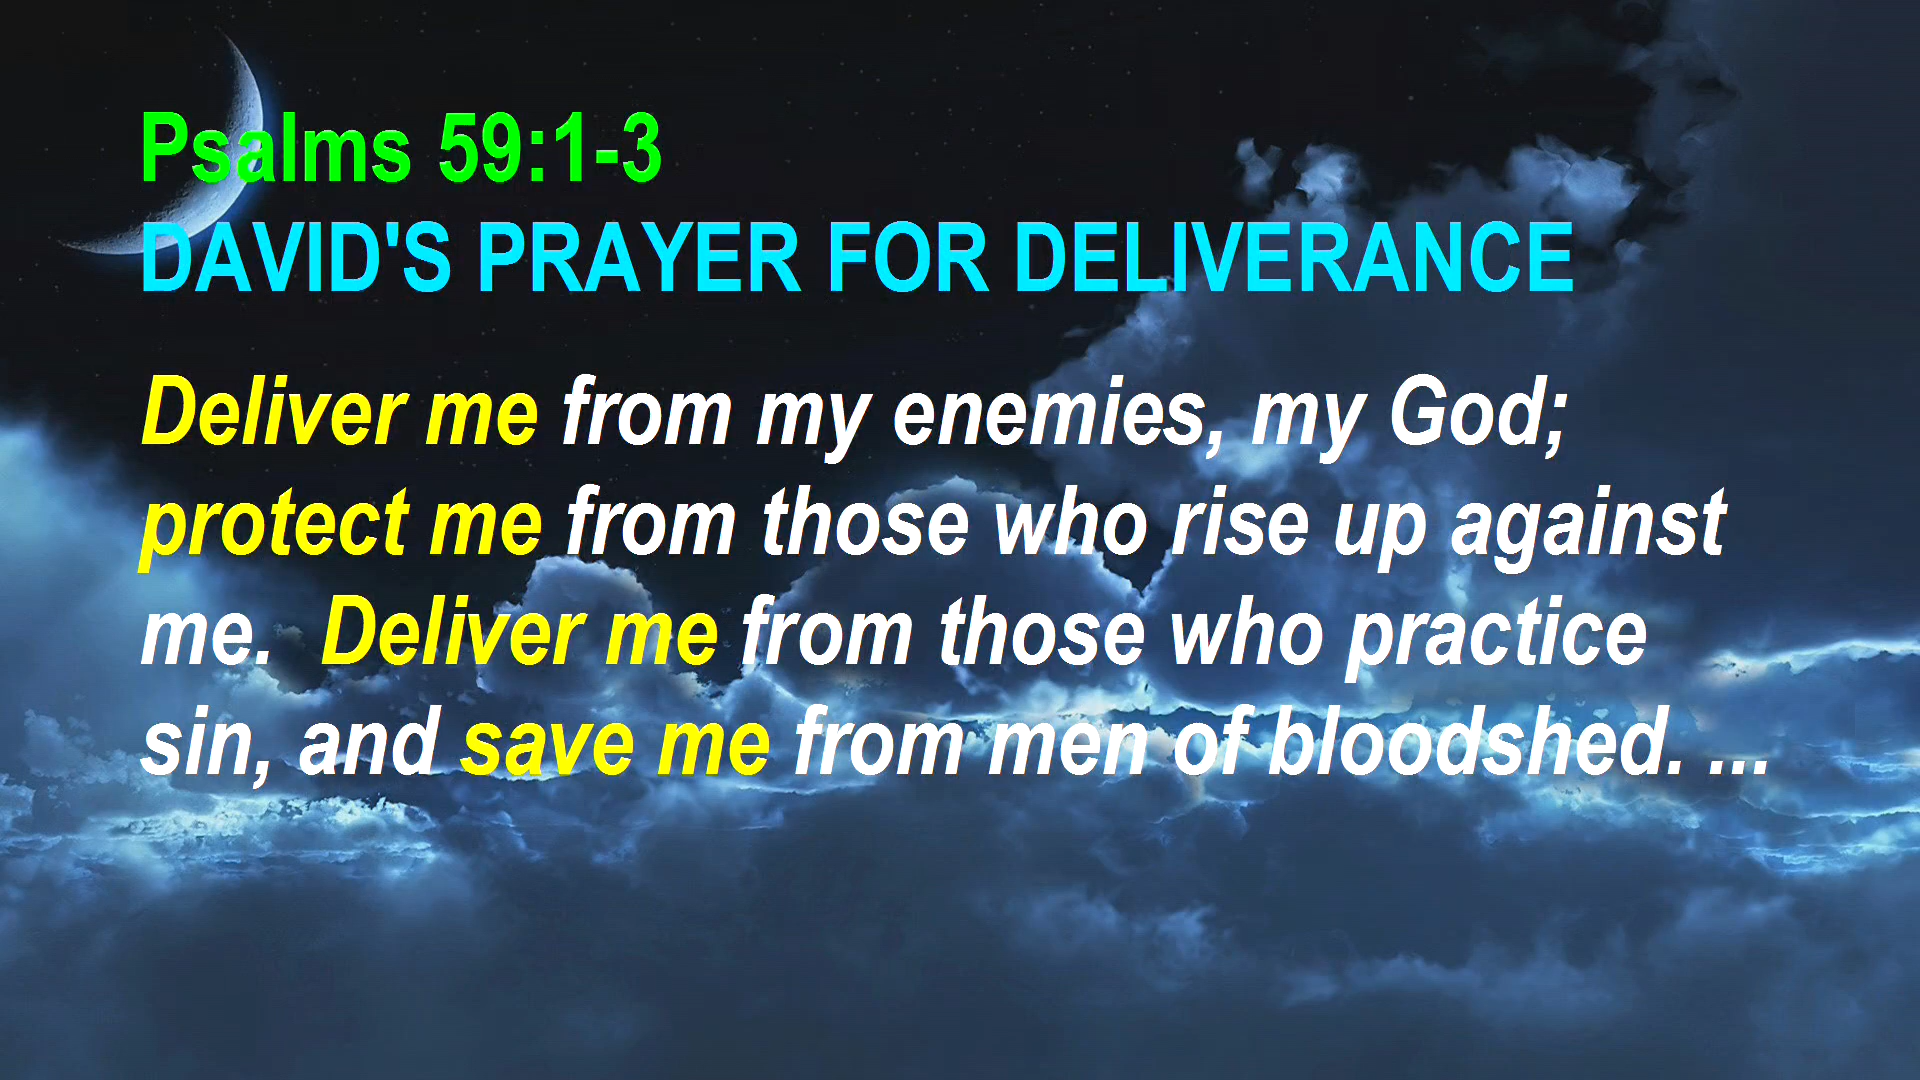 Psalms 59:1-3
DAVID'S PRAYER FOR DELIVERANCE
Deliver me from my enemies, my God;
protect me from those who rise up against
me.  Deliver me from those who practice
sin, and save me from men of bloodshed. ...